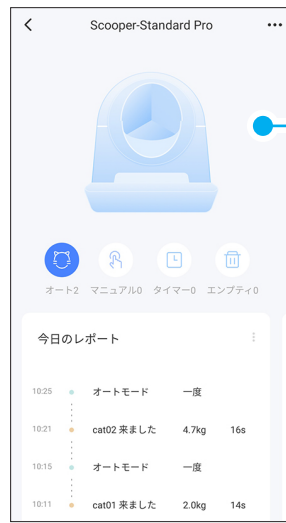 Scooper-Standard Pro
オート2 マニュアル0 タイマー0 エンプティ0
今日のレポート
10:25 オートモード 一度
10:21 cat02 来ました 4.7kg 16s
10:15 オートモード 一度
10:11 cat01 来ました 2.0kg 14s